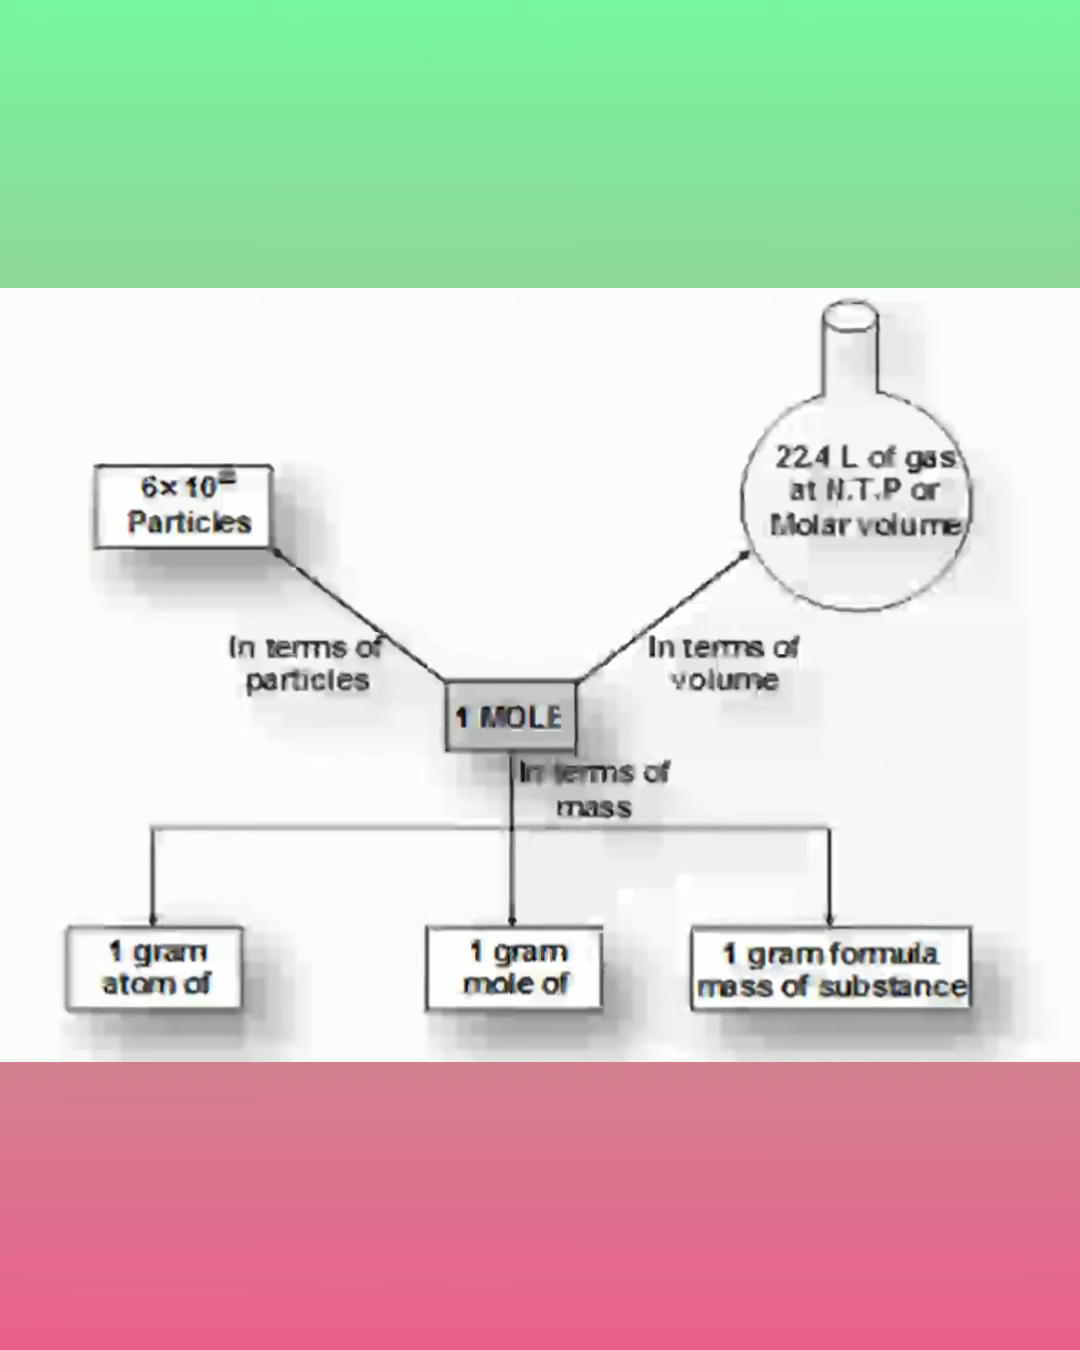 22.4 L of gas
at N.T.P or
Molar volume
6×10
Particles
In terms of
particles
In terms of
volume
1 MOLE
In terms of
mass
1 gram
atom of
1 gram
mole of
1 gram formula
mass of substance